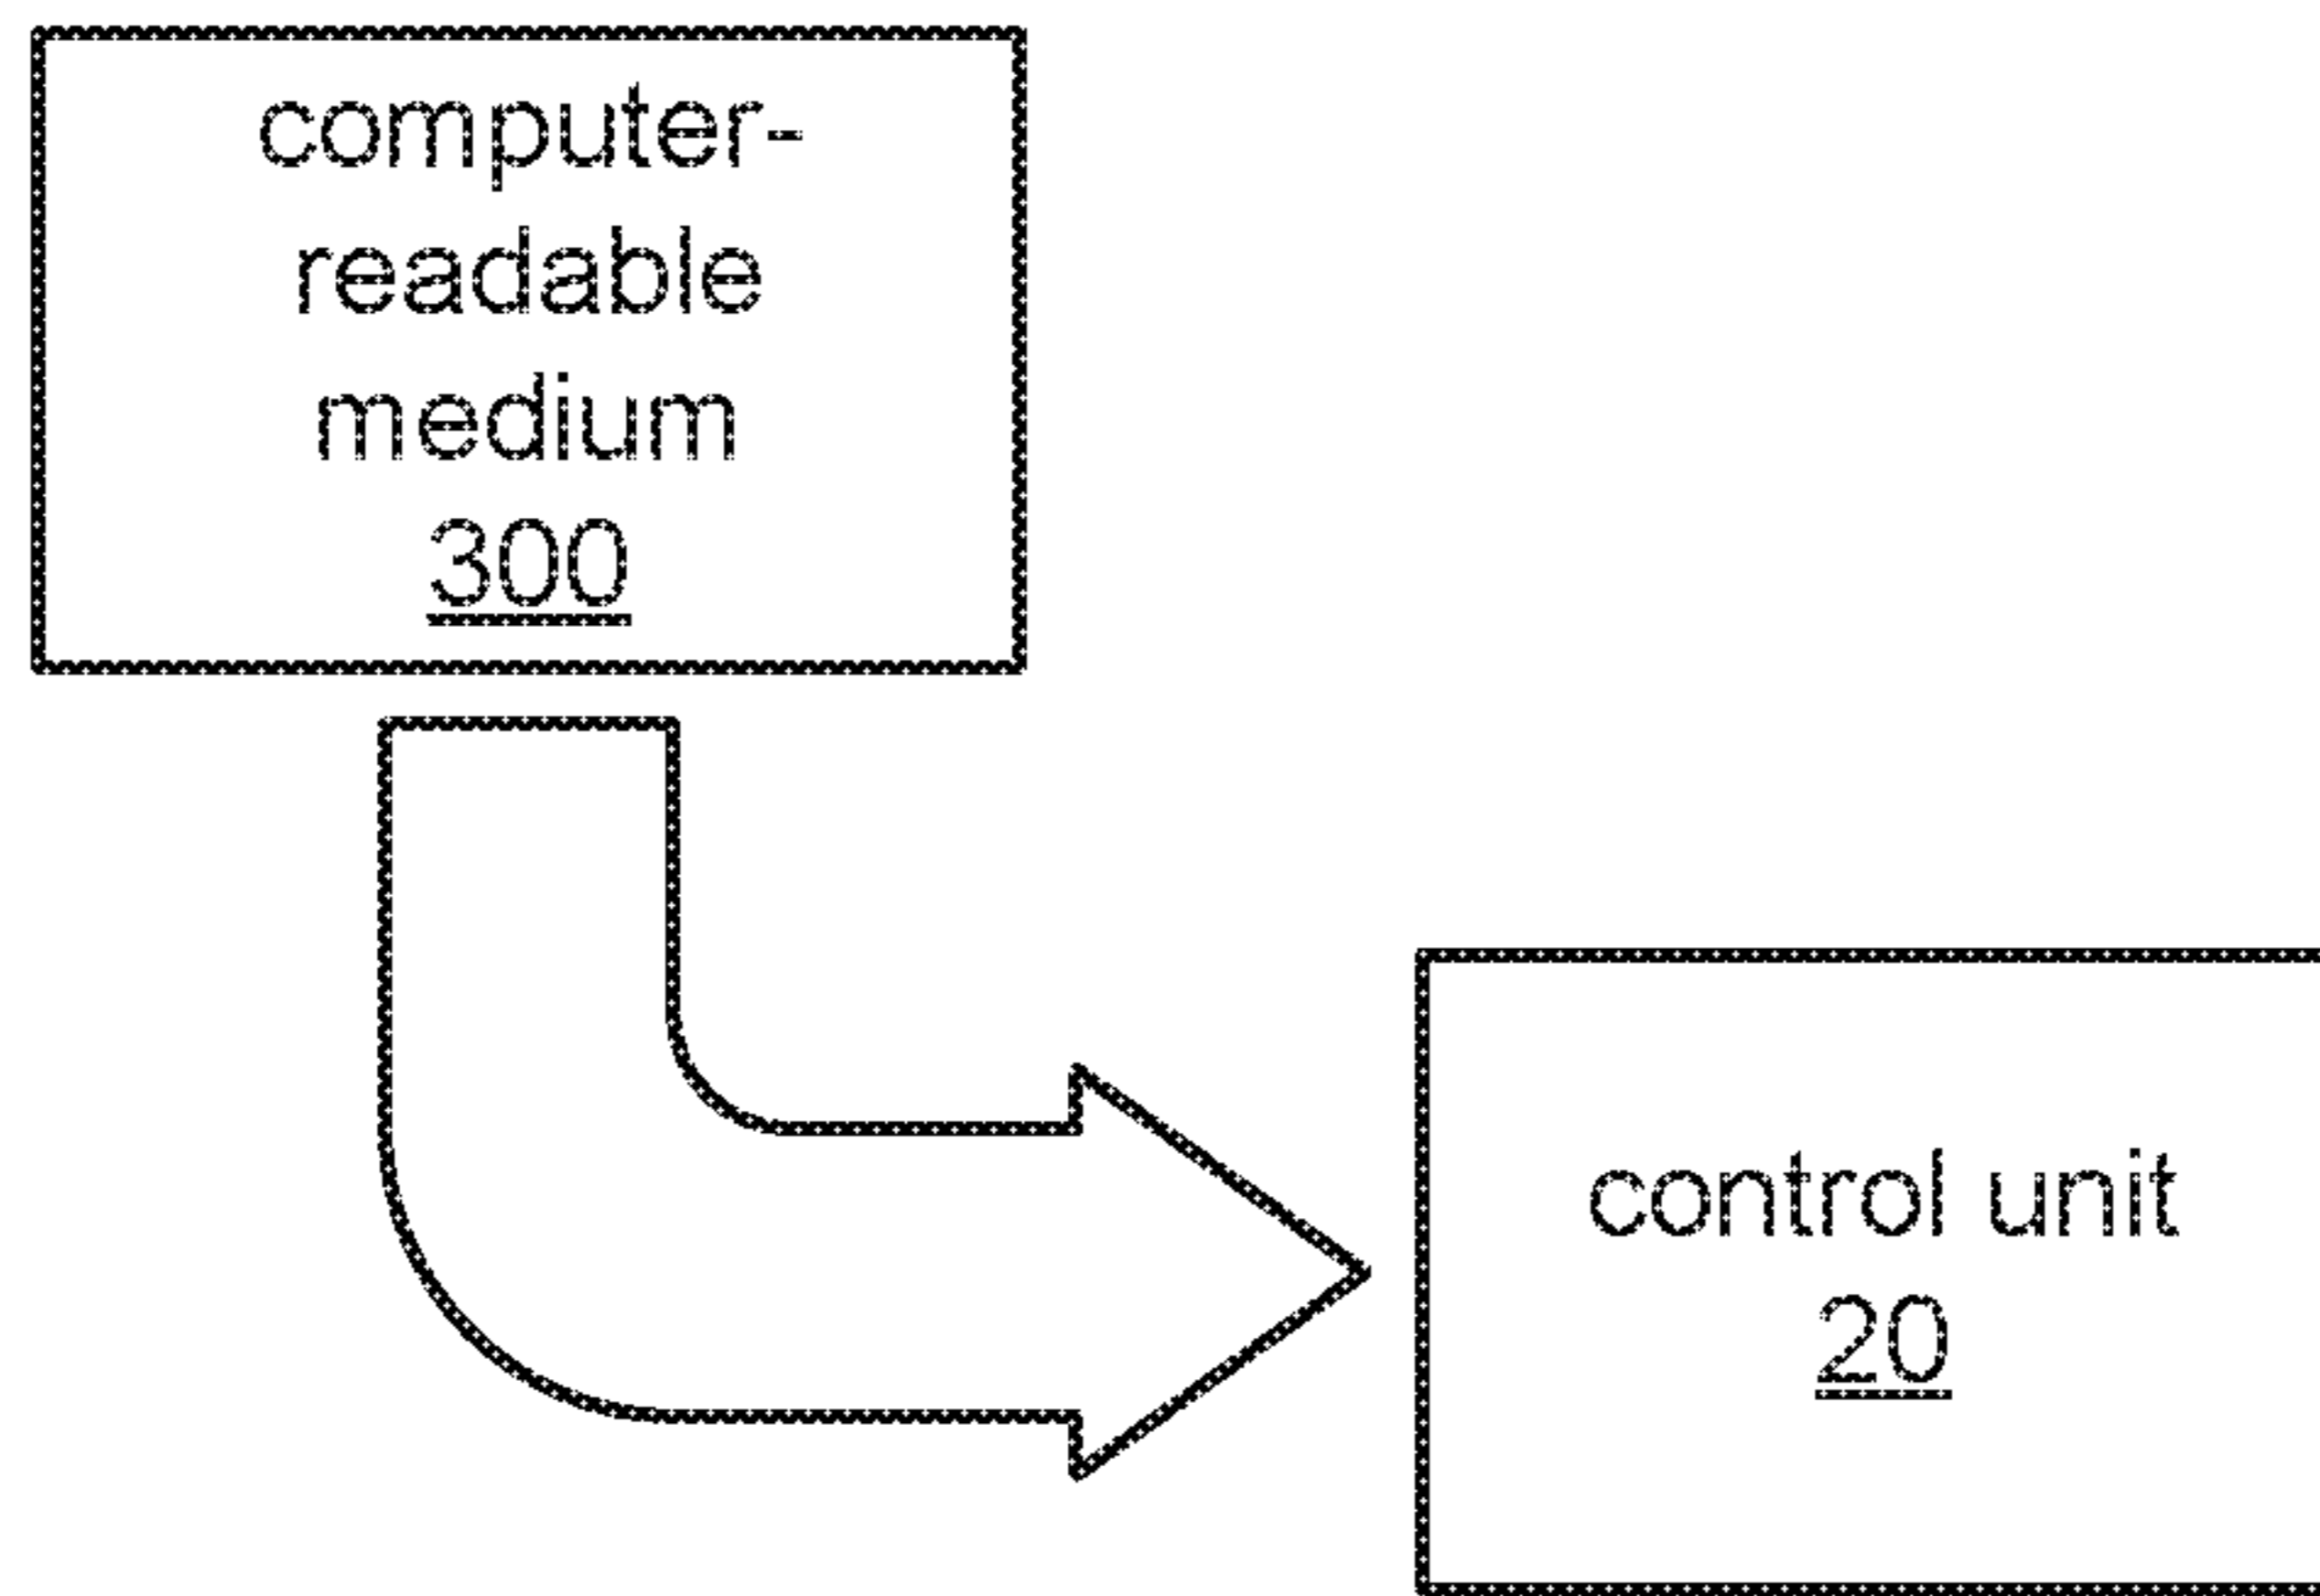 computer-
readable
medium
300
control unit
20